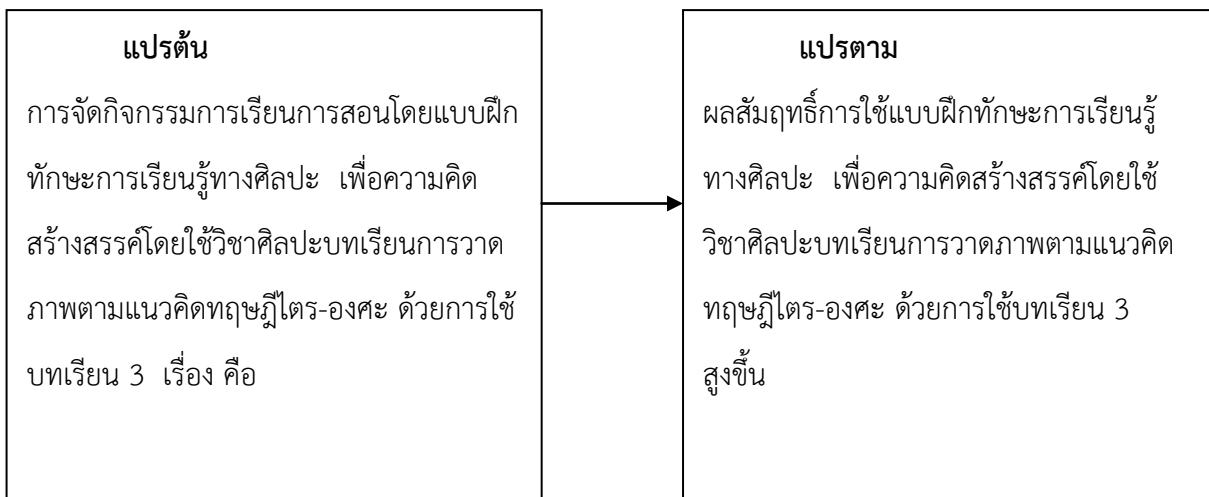 แปรต้น
การจัดกิจกรรมการเรียนการสอนโดยแบบฝึก
ทักษะการเรียนรู้ทางศิลปะ เพื่อความคิด
สร้างสรรค์โดยใช้วิชาศิลปะบทเรียนการวาด
ภาพตามแนวคิดทฤษฎีไตร-องศะ ด้วยการใช้
บทเรียน 3 เรื่อง คือ
แปรตาม
ผลสัมฤทธิ์การใช้แบบฝึกทักษะการเรียนรู้
ทางศิลปะ เพื่อความคิดสร้างสรรค์โดยใช้
วิชาศิลปะบทเรียนการวาดภาพตามแนวคิด
ทฤษฎีไตร-องศะ ด้วยการใช้บทเรียน 3
สูงขึ้น